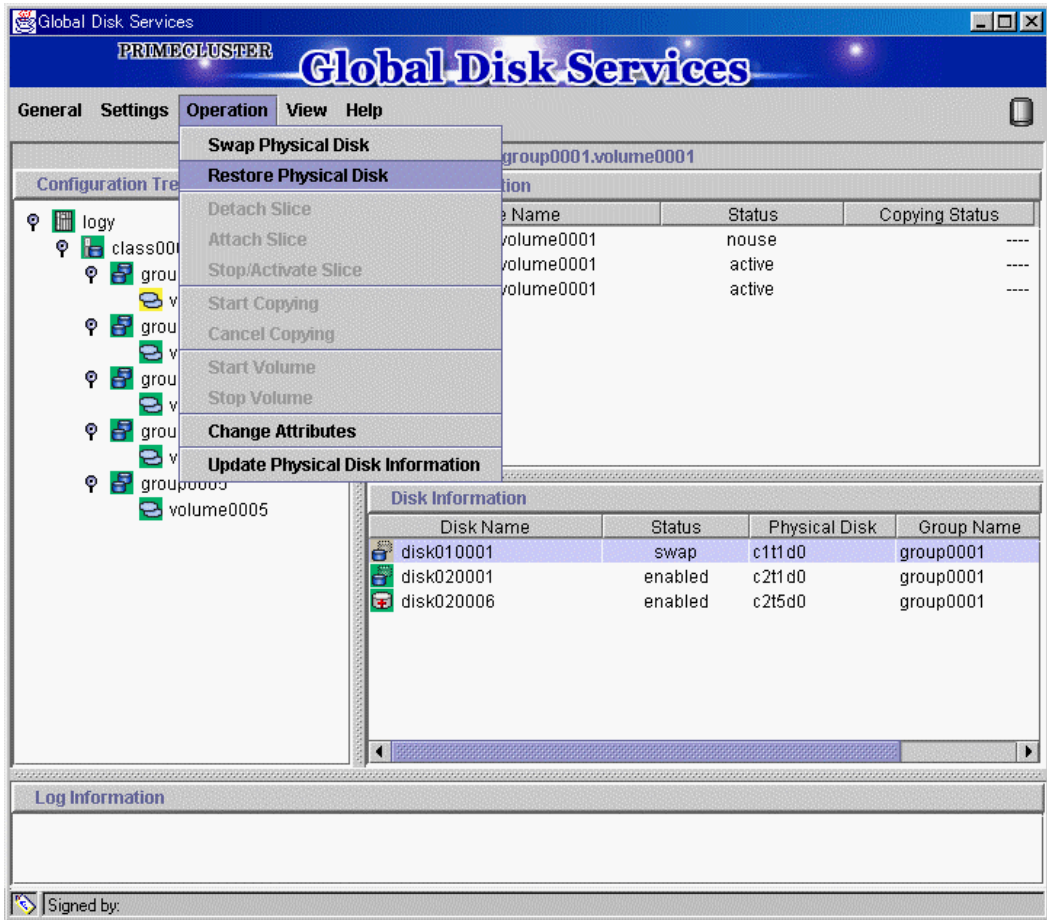 Global Disk Services
PRIMECLUSTER
Global Disk Services
General Settings Operation View Help
Swap Physical Disk
Restore Physical Disk
Detach Slice
Attach Slice
Stop/Activate Slice
Start Copying
Cancel Copying
Start Volume
Stop Volume
Change Attributes
Update Physical Disk Information
group0001.volume0001
Configuration Tre
tion
logy
class00
grou
v
grou
v
grou
v
grou
v
group0005
volume0005
e Name Status Copying Status
volume0001 nouse ----
volume0001 active ----
volume0001 active ----
Disk Information
Disk Name Status Physical Disk Group Name
disk010001 swap c1t1d0 group0001
disk020001 enabled c2t1d0 group0001
disk020006 enabled c2t5d0 group0001
Log Information
Signed by: